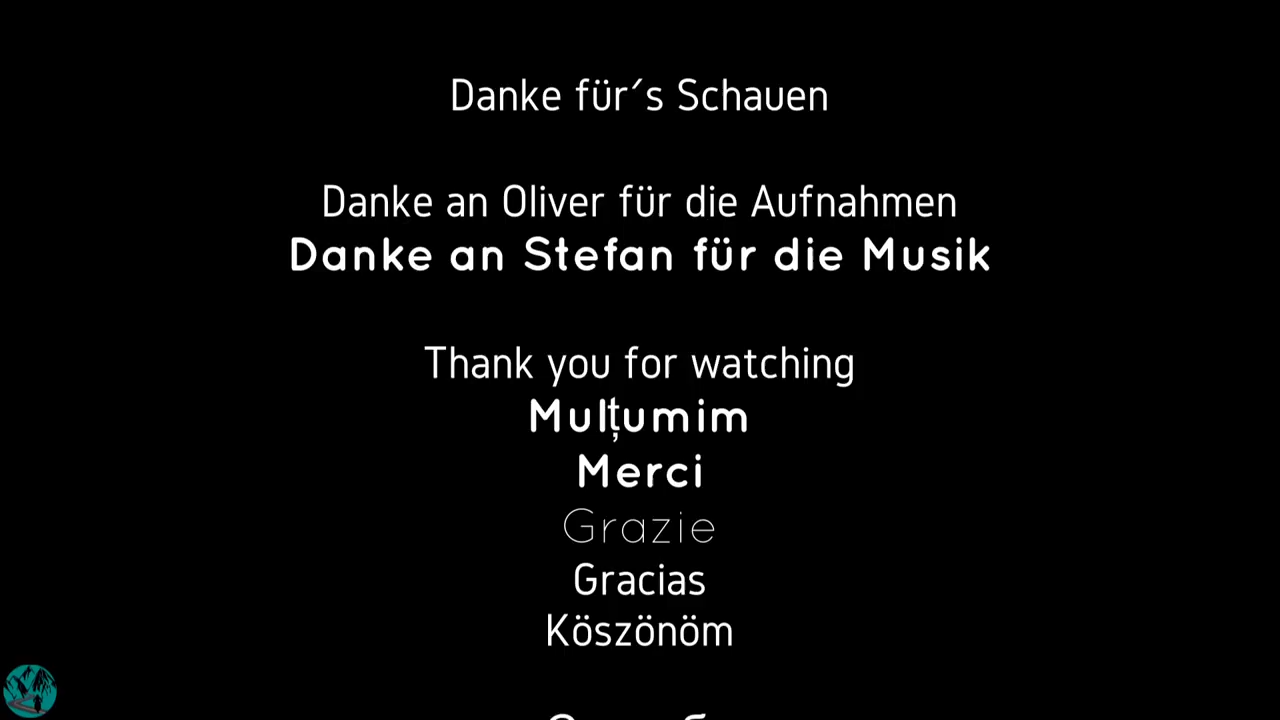 Danke für´s Schauen
Danke an Oliver für die Aufnahmen
Danke an Stefan für die Musik
Thank you for watching
Mulțumim
Merci
Grazie
Gracias
Köszönöm